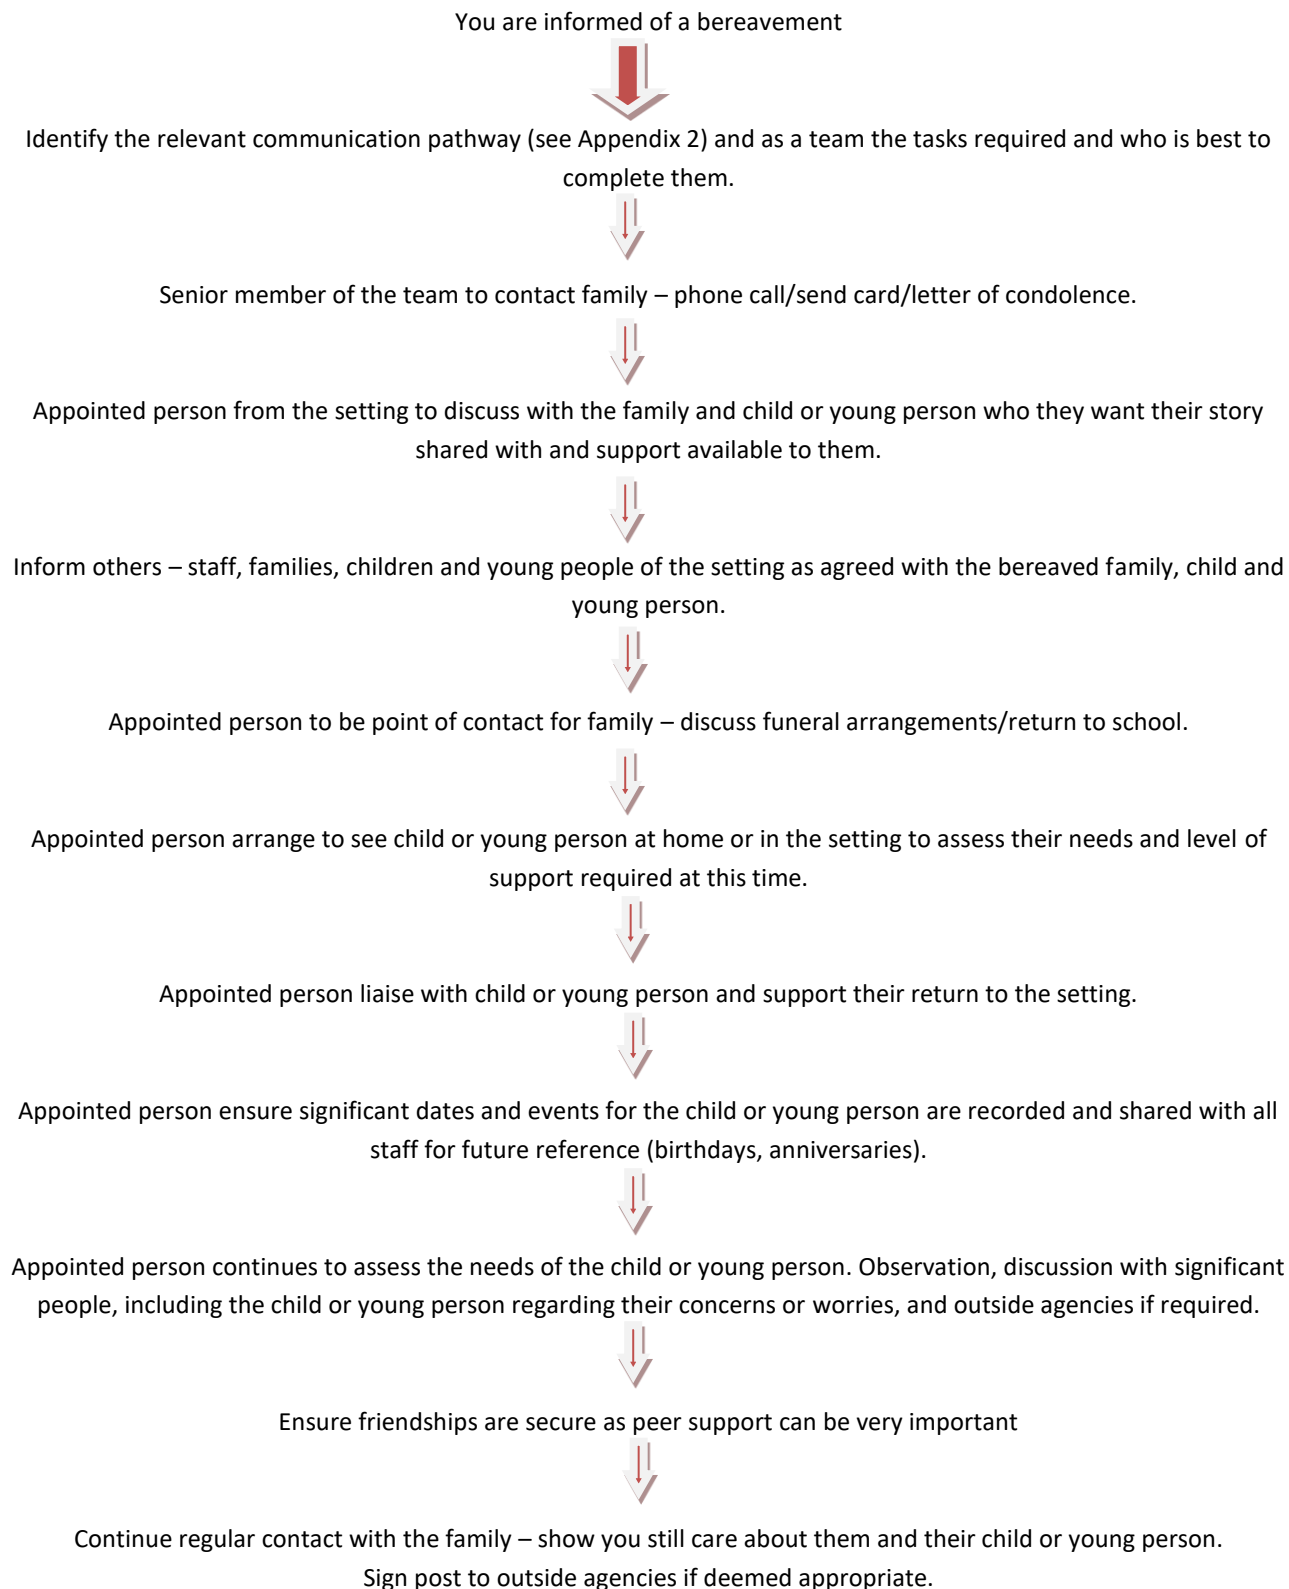 You are informed of a bereavement
Identify the relevant communication pathway (see Appendix 2) and as a team the tasks required and who is best to
complete them.
Senior member of the team to contact family – phone call/send card/letter of condolence.
Appointed person from the setting to discuss with the family and child or young person who they want their story
shared with and support available to them.
Inform others – staff, families, children and young people of the setting as agreed with the bereaved family, child and
young person.
Appointed person to be point of contact for family – discuss funeral arrangements/return to school.
Appointed person arrange to see child or young person at home or in the setting to assess their needs and level of
support required at this time.
Appointed person liaise with child or young person and support their return to the setting.
Appointed person ensure significant dates and events for the child or young person are recorded and shared with all
staff for future reference (birthdays, anniversaries).
Appointed person continues to assess the needs of the child or young person. Observation, discussion with significant
people, including the child or young person regarding their concerns or worries, and outside agencies if required.
Ensure friendships are secure as peer support can be very important
Continue regular contact with the family – show you still care about them and their child or young person.
Sign post to outside agencies if deemed appropriate.